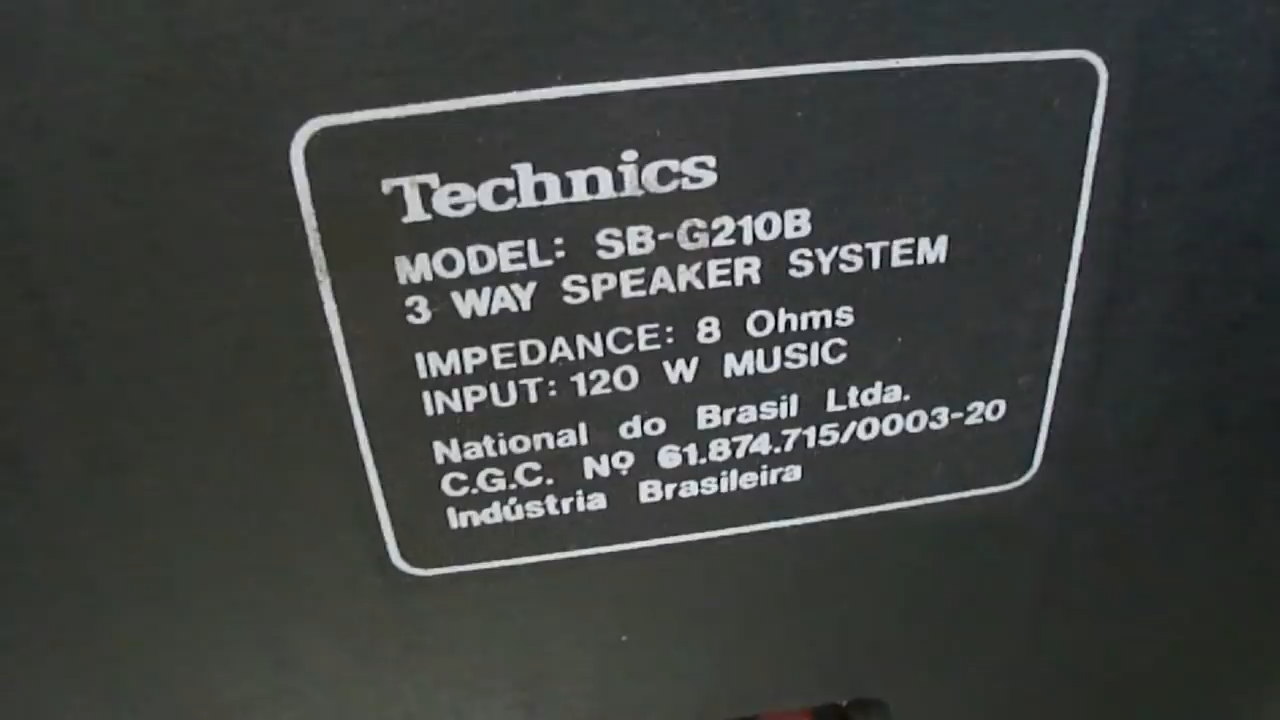 Technics
MODEL: SB-G210B
3 WAY SPEAKER SYSTEM
IMPEDANCE: 8 Ohms
INPUT: 120 W MUSIC
National do Brasil Ltda.
C.G.C. Nº 61.874.715/0003-20
Indústria Brasileira